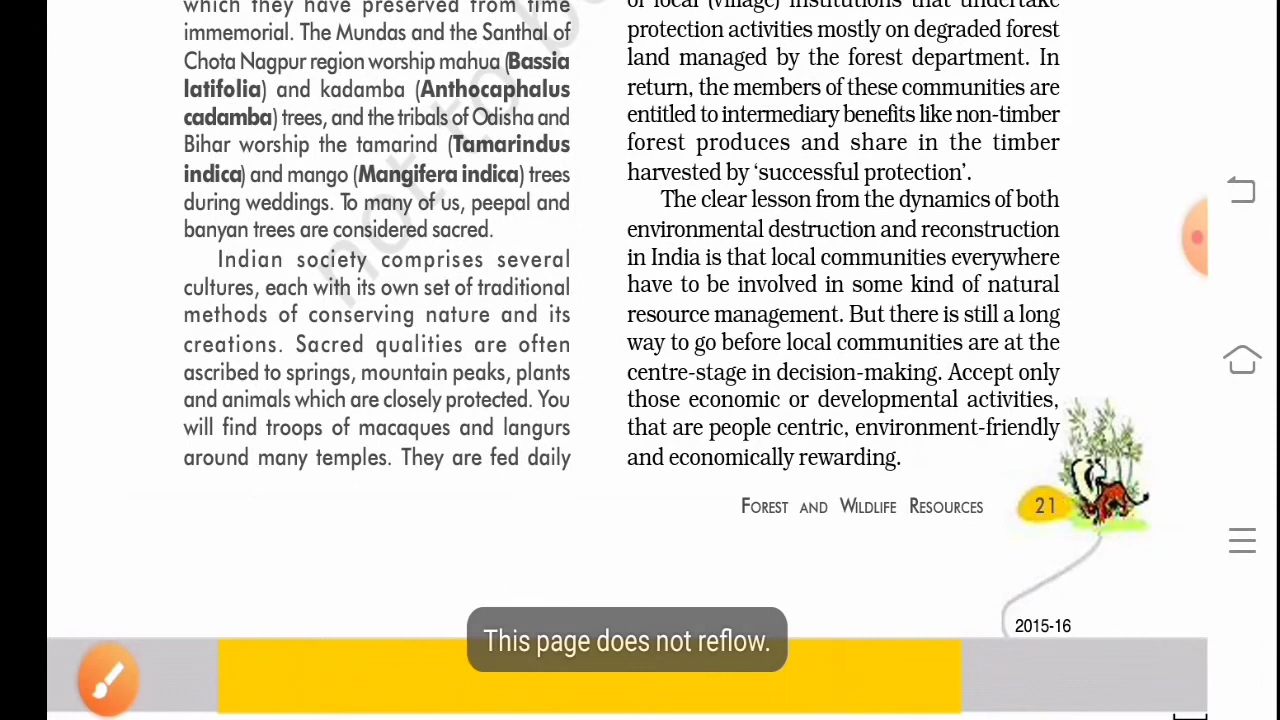 which they have preserved from time
immemorial. The Mundas and the Santhal of
Chota Nagpur region worship mahua (Bassia
latifolia) and kadamba (Anthocaphalus
cadamba) trees, and the tribals of Odisha and
Bihar worship the tamarind (Tamarindus
indica) and mango (Mangifera indica) trees
during weddings. To many of us, peepal and
banyan trees are considered sacred.
Indian society comprises several
cultures, each with its own set of traditional
methods of conserving nature and its
creations. Sacred qualities are often
ascribed to springs, mountain peaks, plants
and animals which are closely protected. You
will find troops of macaques and langurs
around many temples. They are fed daily
of local (village) institutions that undertake
protection activities mostly on degraded forest
land managed by the forest department. In
return, the members of these communities are
entitled to intermediary benefits like non-timber
forest produces and share in the timber
harvested by ‘successful protection’.
The clear lesson from the dynamics of both
environmental destruction and reconstruction
in India is that local communities everywhere
have to be involved in some kind of natural
resource management. But there is still a long
way to go before local communities are at the
centre-stage in decision-making. Accept only
those economic or developmental activities,
that are people centric, environment-friendly
and economically rewarding.
Forest and Wildlife Resources 21
2015-16
This page does not reflow.
not to be